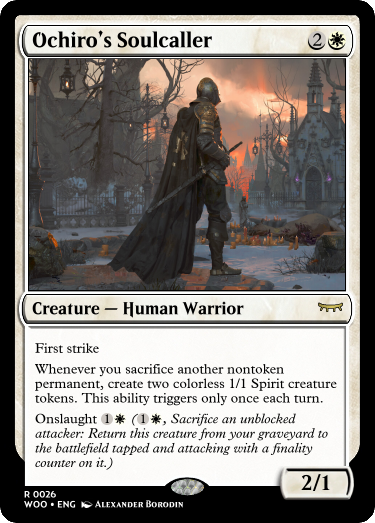 Ochiro's Soulcaller 2
Creature — Human Warrior
First strike
Whenever you sacrifice another nontoken
permanent, create two colorless 1/1 Spirit creature
tokens. This ability triggers only once each turn.
Onslaught 1 (1, Sacrifice an unblocked
attacker: Return this creature from your graveyard to
the battlefield tapped and attacking with a finality
counter on it.)
2/1
R 0026
WOO • ENG Alexander Borodin